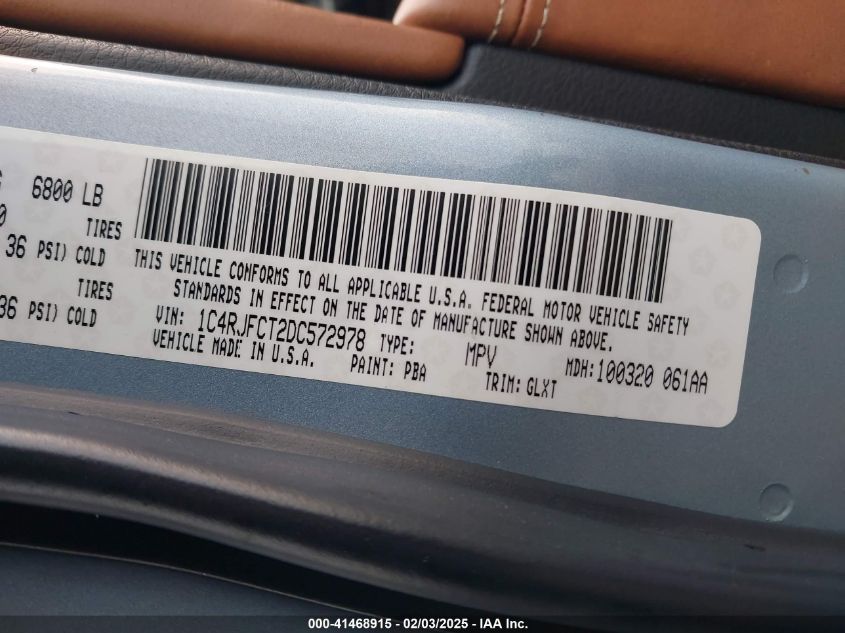 6800 LB
TIRES
36 PSI) COLD
TIRES
36 PSI) COLD
THIS VEHICLE CONFORMS TO ALL APPLICABLE U.S.A. FEDERAL MOTOR VEHICLE SAFETY
STANDARDS IN EFFECT ON THE DATE OF MANUFACTURE SHOWN ABOVE.
VIN: 1C4RJFCT2DC572978 TYPE: MPV MDH: 100320 061AA
VEHICLE MADE IN U.S.A. PAINT: PBA TRIM: GLXT
000-41468915 - 02/03/2025 - IAA Inc.